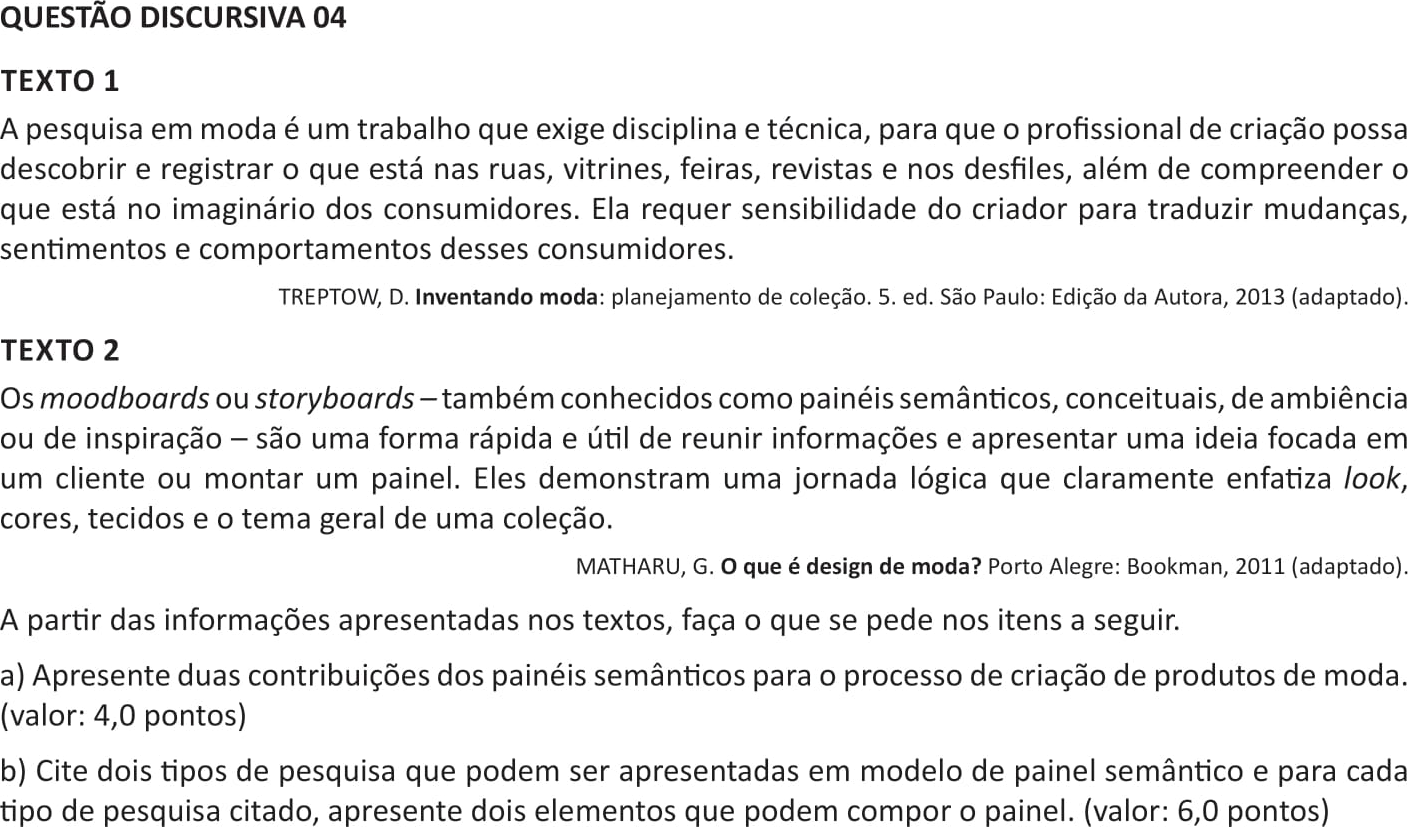 QUESTÃO DISCURSIVA 04
TEXTO 1
A pesquisa em moda é um trabalho que exige disciplina e técnica, para que o profissional de criação possa
descobrir e registrar o que está nas ruas, vitrines, feiras, revistas e nos desfiles, além de compreender o
que está no imaginário dos consumidores. Ela requer sensibilidade do criador para traduzir mudanças,
sentimentos e comportamentos desses consumidores.
TREPTOW, D. Inventando moda: planejamento de coleção. 5. ed. São Paulo: Edição da Autora, 2013 (adaptado).
TEXTO 2
Os moodboards ou storyboards – também conhecidos como painéis semânticos, conceituais, de ambiência
ou de inspiração – são uma forma rápida e útil de reunir informações e apresentar uma ideia focada em
um cliente ou montar um painel. Eles demonstram uma jornada lógica que claramente enfatiza look,
cores, tecidos e o tema geral de uma coleção.
MATHARU, G. O que é design de moda? Porto Alegre: Bookman, 2011 (adaptado).
A partir das informações apresentadas nos textos, faça o que se pede nos itens a seguir.
a) Apresente duas contribuições dos painéis semânticos para o processo de criação de produtos de moda.
(valor: 4,0 pontos)
b) Cite dois tipos de pesquisa que podem ser apresentadas em modelo de painel semântico e para cada
tipo de pesquisa citado, apresente dois elementos que podem compor o painel. (valor: 6,0 pontos)